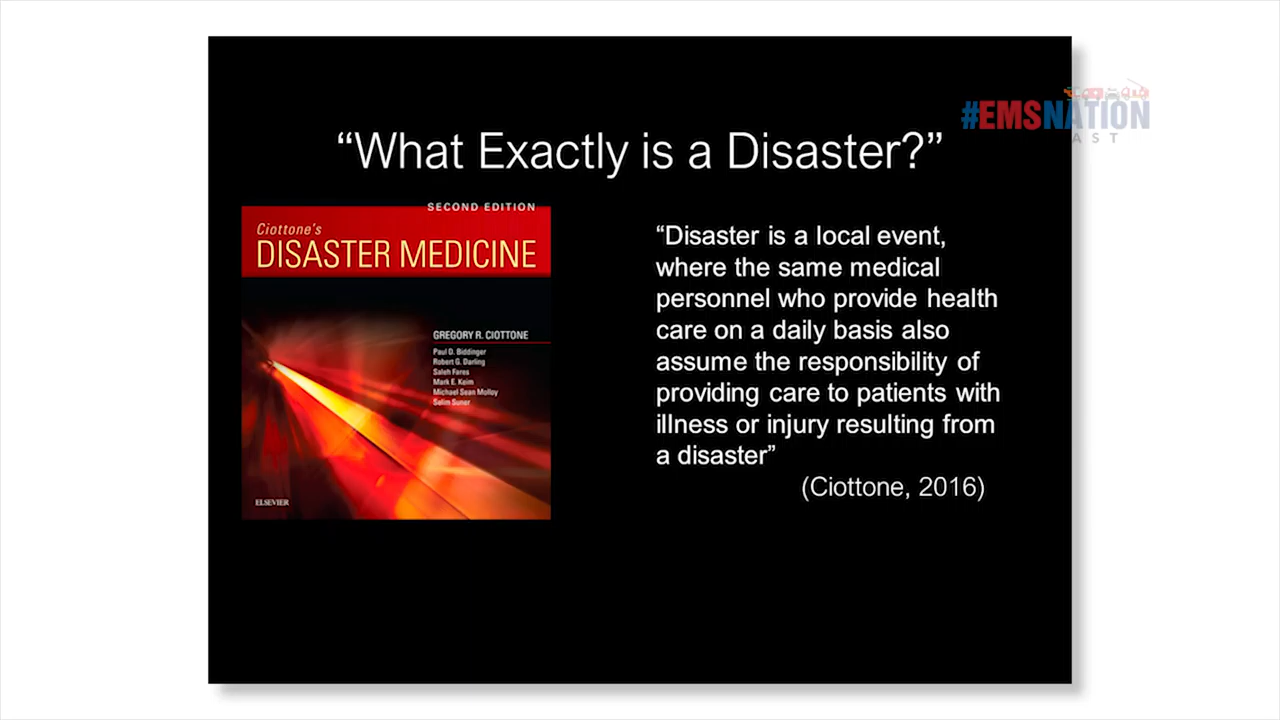 #EMSNATION
AST
“What Exactly is a Disaster?”
SECOND EDITION
Ciottone's
DISASTER MEDICINE
GREGORY R. CIOTTONE
Paul D. Biddinger
Robert G. Darling
Saleh Fares
Mark E. Keim
Michael Sean Molloy
Selim Suner
ELSEVIER
“Disaster is a local event,
where the same medical
personnel who provide health
care on a daily basis also
assume the responsibility of
providing care to patients with
illness or injury resulting from
a disaster”
(Ciottone, 2016)